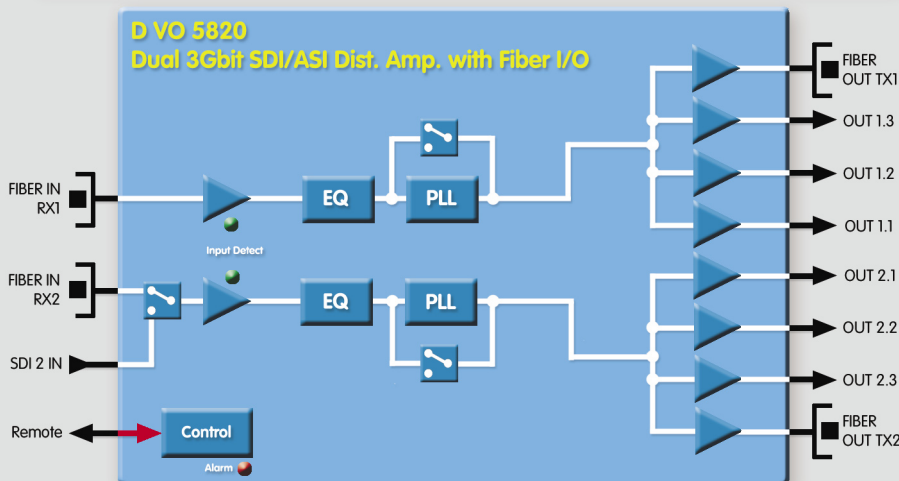 D VO 5820
Dual 3Gbit SDI/ASI Dist. Amp. with Fiber I/O
FIBER
OUT TX1
OUT 1.3
OUT 1.2
OUT 1.1
FIBER IN
RX1
EQ
PLL
Input Detect
FIBER IN
RX2
EQ
PLL
SDI 2 IN
OUT 2.1
OUT 2.2
OUT 2.3
FIBER
OUT TX2
Remote
Control
Alarm